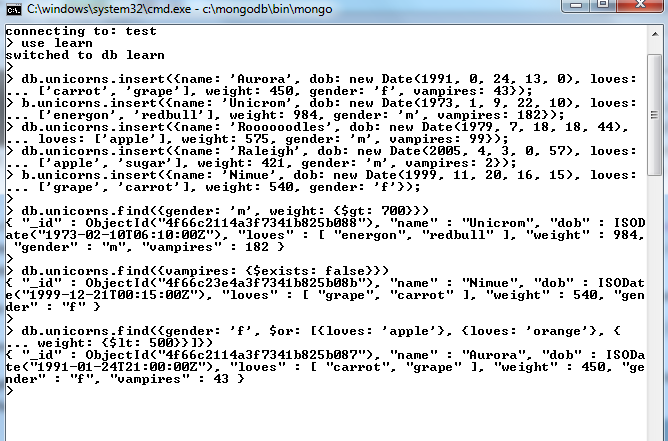 C:\windows\system32\cmd.exe - c:\mongodb\bin\mongo
connecting to: test
> use learn
switched to db learn
>
> db.unicorns.insert({name: 'Aurora', dob: new Date(1991, 0, 24, 13, 0), loves:
... ['carrot', 'grape'], weight: 450, gender: 'f', vampires: 43});
> b.unicorns.insert({name: 'Unicrom', dob: new Date(1973, 1, 9, 22, 10), loves:
... ['energon', 'redbull'], weight: 984, gender: 'm', vampires: 182});
> db.unicorns.insert({name: 'Roooooodles', dob: new Date(1979, 7, 18, 18, 44),
... loves: ['apple'], weight: 575, gender: 'm', vampires: 99});
> db.unicorns.insert({name: 'Raleigh', dob: new Date(2005, 4, 3, 0, 57), loves:
... ['apple', 'sugar'], weight: 421, gender: 'm', vampires: 2});
> b.unicorns.insert({name: 'Nimue', dob: new Date(1999, 11, 20, 16, 15), loves:
... ['grape', 'carrot'], weight: 540, gender: 'f'});
>
> db.unicorns.find({gender: 'm', weight: {$gt: 700}})
{ "_id" : ObjectId("4f66c2114a3f7341b825b088"), "name" : "Unicrom", "dob" : ISOD
ate("1973-02-10T06:10:00Z"), "loves" : [ "energon", "redbull" ], "weight" : 984,
"gender" : "m", "vampires" : 182 }
>
> db.unicorns.find({vampires: {$exists: false}})
{ "_id" : ObjectId("4f66c23e4a3f7341b825b08b"), "name" : "Nimue", "dob" : ISODat
e("1999-12-21T00:15:00Z"), "loves" : [ "grape", "carrot" ], "weight" : 540, "gen
der" : "f" }
>
> db.unicorns.find({gender: 'f', $or: [{loves: 'apple'}, {loves: 'orange'}, {
... weight: {$lt: 500}}]})
{ "_id" : ObjectId("4f66c2114a3f7341b825b087"), "name" : "Aurora", "dob" : ISODa
te("1991-01-24T21:00:00Z"), "loves" : [ "carrot", "grape" ], "weight" : 450, "ge
nder" : "f", "vampires" : 43 }
>